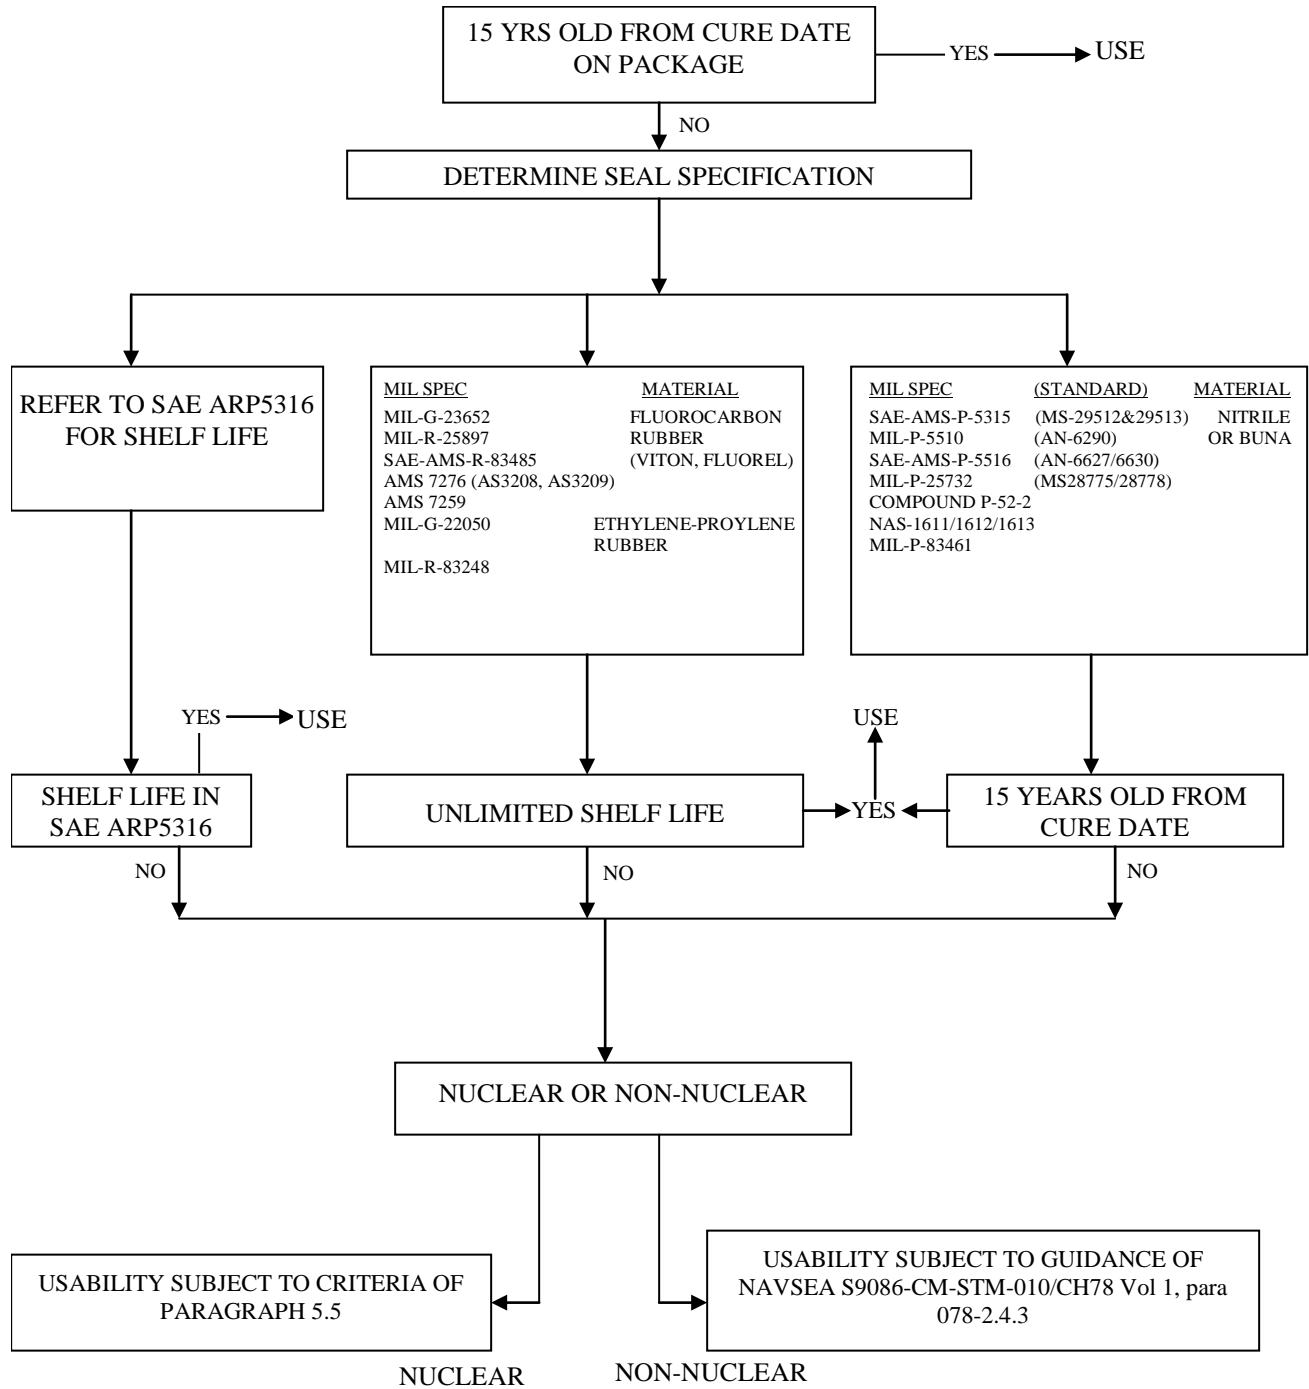 15 YRS OLD FROM CURE DATE
ON PACKAGE
YES
USE
NO
DETERMINE SEAL SPECIFICATION
REFER TO SAE ARP5316
FOR SHELF LIFE
MIL SPEC MATERIAL
MIL-G-23652 FLUOROCARBON
MIL-R-25897 RUBBER
SAE-AMS-R-83485 (VITON, FLUOREL)
AMS 7276 (AS3208, AS3209)
AMS 7259
MIL-G-22050 ETHYLENE-PROYLENE
RUBBER
MIL-R-83248
MIL SPEC (STANDARD) MATERIAL
SAE-AMS-P-5315 (MS-29512&29513) NITRILE
MIL-P-5510 (AN-6290) OR BUNA
SAE-AMS-P-5516 (AN-6627/6630)
MIL-P-25732 (MS28775/28778)
COMPOUND P-52-2
NAS-1611/1612/1613
MIL-P-83461
YES
USE
USE
SHELF LIFE IN
SAE ARP5316
UNLIMITED SHELF LIFE
YES
15 YEARS OLD FROM
CURE DATE
NO
NO
NO
NUCLEAR OR NON-NUCLEAR
USABILITY SUBJECT TO CRITERIA OF
PARAGRAPH 5.5
USABILITY SUBJECT TO GUIDANCE OF
NAVSEA S9086-CM-STM-010/CH78 Vol 1, para
078-2.4.3
NUCLEAR
NON-NUCLEAR